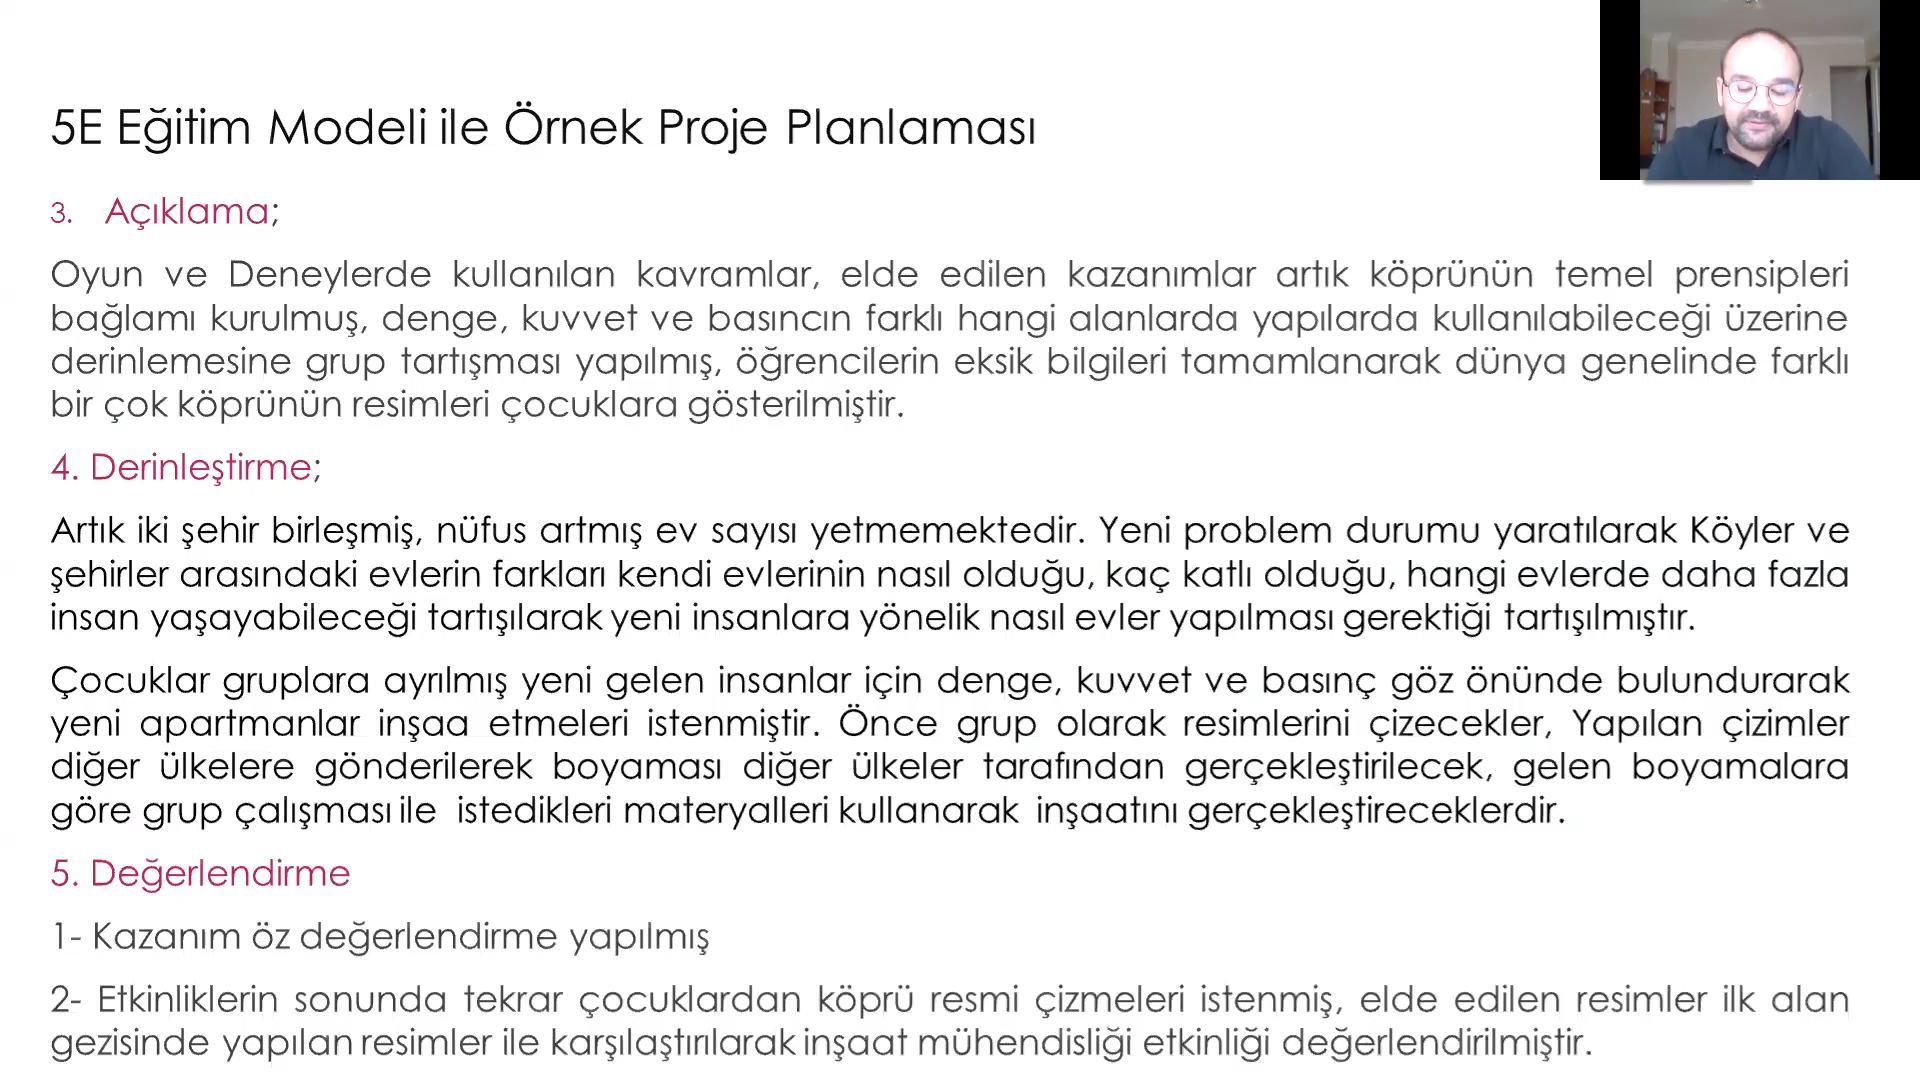 5E Eğitim Modeli ile Örnek Proje Planlaması
3. Açıklama;
Oyun ve Deneylerde kullanılan kavramlar, elde edilen kazanımlar artık köprünün temel prensipleri
bağlamı kurulmuş, denge, kuvvet ve basıncın farklı hangi alanlarda yapılarda kullanılabileceği üzerine
derinlemesine grup tartışması yapılmış, öğrencilerin eksik bilgileri tamamlanarak dünya genelinde farklı
bir çok köprünün resimleri çocuklara gösterilmiştir.
4. Derinleştirme;
Artık iki şehir birleşmiş, nüfus artmış ev sayısı yetmemektedir. Yeni problem durumu yaratılarak Köyler ve
şehirler arasındaki evlerin farkları kendi evlerinin nasıl olduğu, kaç katlı olduğu, hangi evlerde daha fazla
insan yaşayabileceği tartışılarak yeni insanlara yönelik nasıl evler yapılması gerektiği tartışılmıştır.
Çocuklar gruplara ayrılmış yeni gelen insanlar için denge, kuvvet ve basınç göz önünde bulundurarak
yeni apartmanlar inşaa etmeleri istenmiştir. Önce grup olarak resimlerini çizecekler, Yapılan çizimler
diğer ülkelere gönderilerek boyaması diğer ülkeler tarafından gerçekleştirilecek, gelen boyamalara
göre grup çalışması ile istedikleri materyalleri kullanarak inşaatını gerçekleştireceklerdir.
5. Değerlendirme
1- Kazanım öz değerlendirme yapılmış
2- Etkinliklerin sonunda tekrar çocuklardan köprü resmi çizmeleri istenmiş, elde edilen resimler ilk alan
gezisinde yapılan resimler ile karşılaştırılarak inşaat mühendisliği etkinliği değerlendirilmiştir.